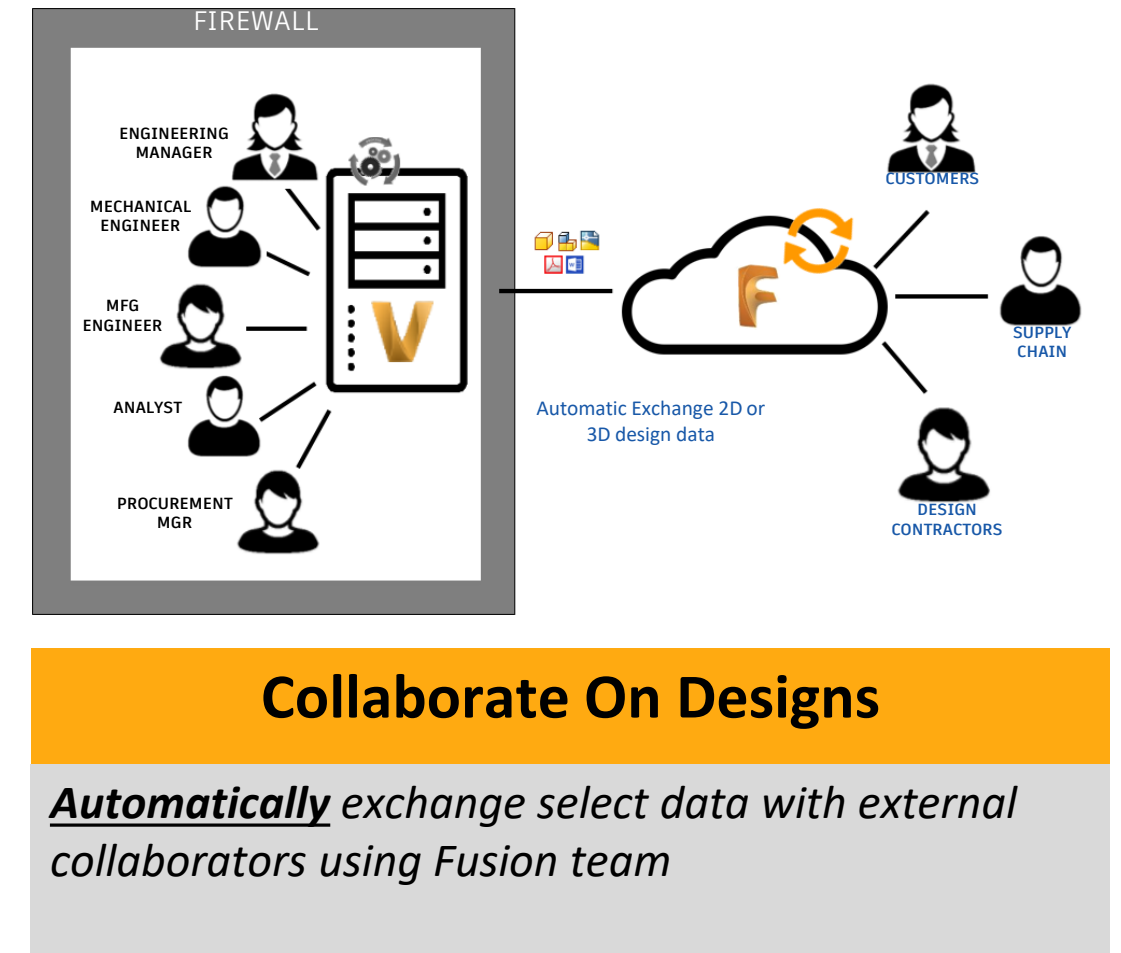 FIREWALL
ENGINEERING
MANAGER
MECHANICAL
ENGINEER
MFG
ENGINEER
ANALYST
PROCUREMENT
MGR
V
F
CUSTOMERS
SUPPLY
CHAIN
DESIGN
CONTRACTORS
Automatic Exchange 2D or
3D design data
Collaborate On Designs
Automatically exchange select data with external
collaborators using Fusion team